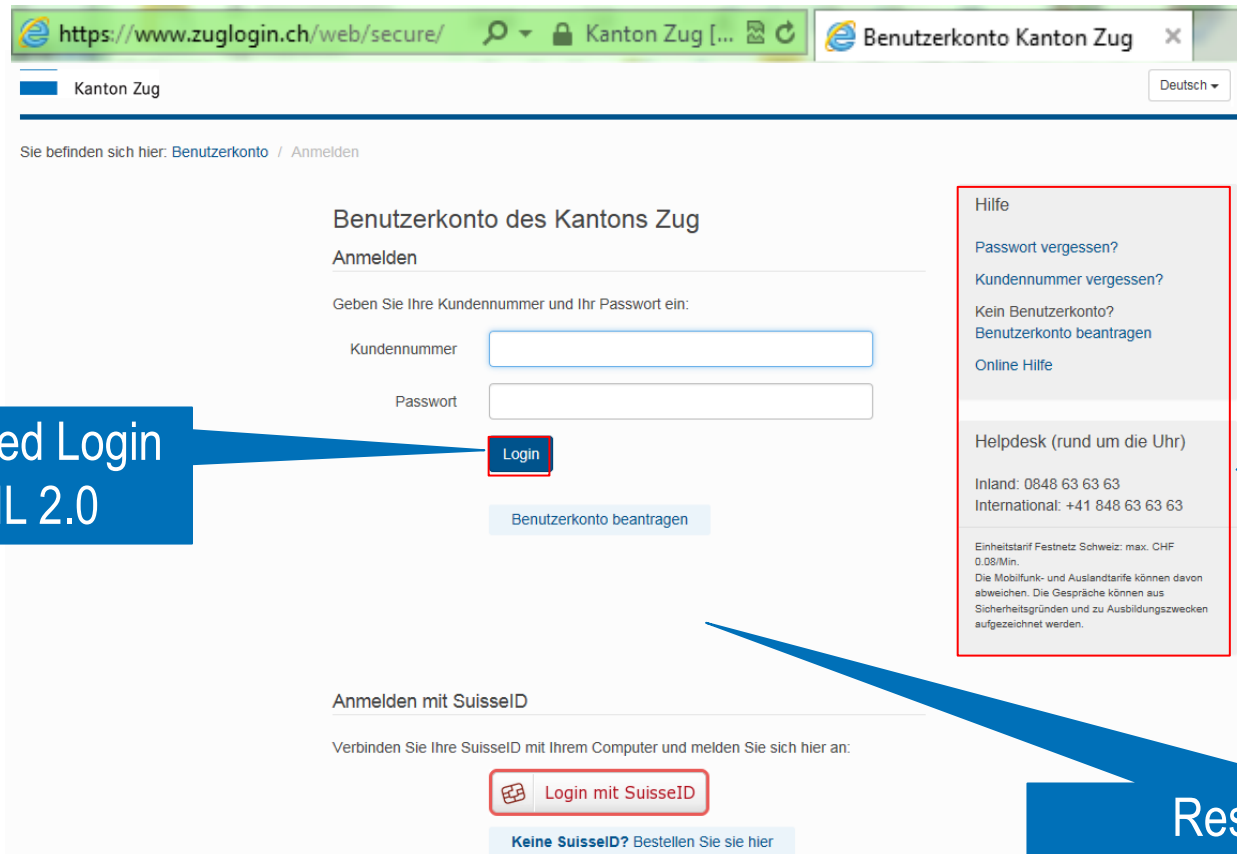 https://www.zuglogin.ch/web/secure/ Kanton Zug [... Benutzerkonto Kanton Zug
Kanton Zug
Deutsch
Sie befinden sich hier: Benutzerkonto / Anmelden
Benutzerkonto des Kantons Zug
Anmelden
Geben Sie Ihre Kundennummer und Ihr Passwort ein:
Kundennummer
Passwort
Login
Benutzerkonto beantragen
ed Login
L 2.0
Anmelden mit SuisseID
Verbinden Sie Ihre SuisseID mit Ihrem Computer und melden Sie sich hier an:
Login mit SuisseID
Keine SuisseID? Bestellen Sie sie hier
Hilfe
Passwort vergessen?
Kundennummer vergessen?
Kein Benutzerkonto?
Benutzerkonto beantragen
Online Hilfe
Helpdesk (rund um die Uhr)
Inland: 0848 63 63 63
International: +41 848 63 63 63
Einheitstarif Festnetz Schweiz: max. CHF
0.08/Min.
Die Mobilfunk- und Auslandtarife können davon
abweichen. Die Gespräche können aus
Sicherheitsgründen und zu Ausbildungszwecken
aufgezeichnet werden.
Res